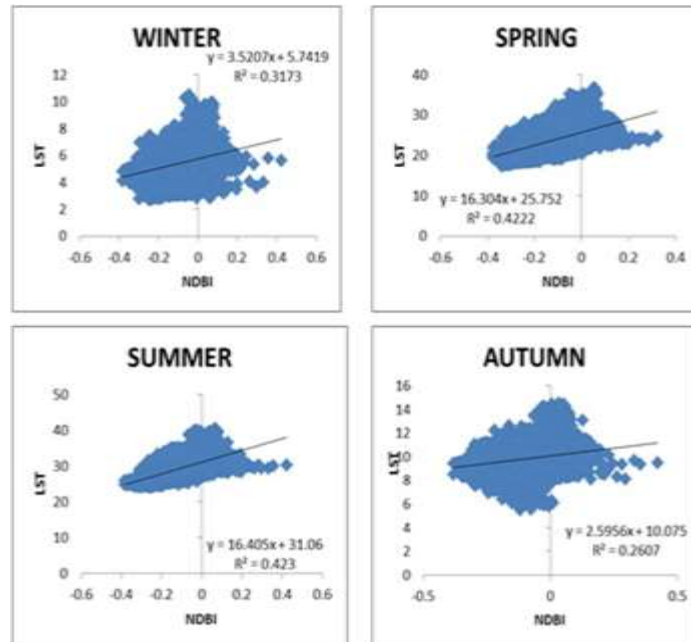 WINTER
y = 3.5207x + 5.7419
R² = 0.3173
12
10
8
6
4
2
0
LST
-0.6 -0.4 -0.2 0 0.2 0.4 0.6
NDBI
SPRING
40
30
20
10
0
LST
y = 16.304x + 25.752
R² = 0.4222
-0.6 -0.4 -0.2 0 0.2 0.4
NDBI
SUMMER
50
40
30
20
10
0
LST
y = 16.405x + 31.06
R² = 0.423
-0.6 -0.4 -0.2 0 0.2 0.4 0.6
NDBI
AUTUMN
16
14
12
10
8
6
4
2
0
LST
y = 2.5956x + 10.075
R² = 0.2607
-0.5 0 0.5
NDBI